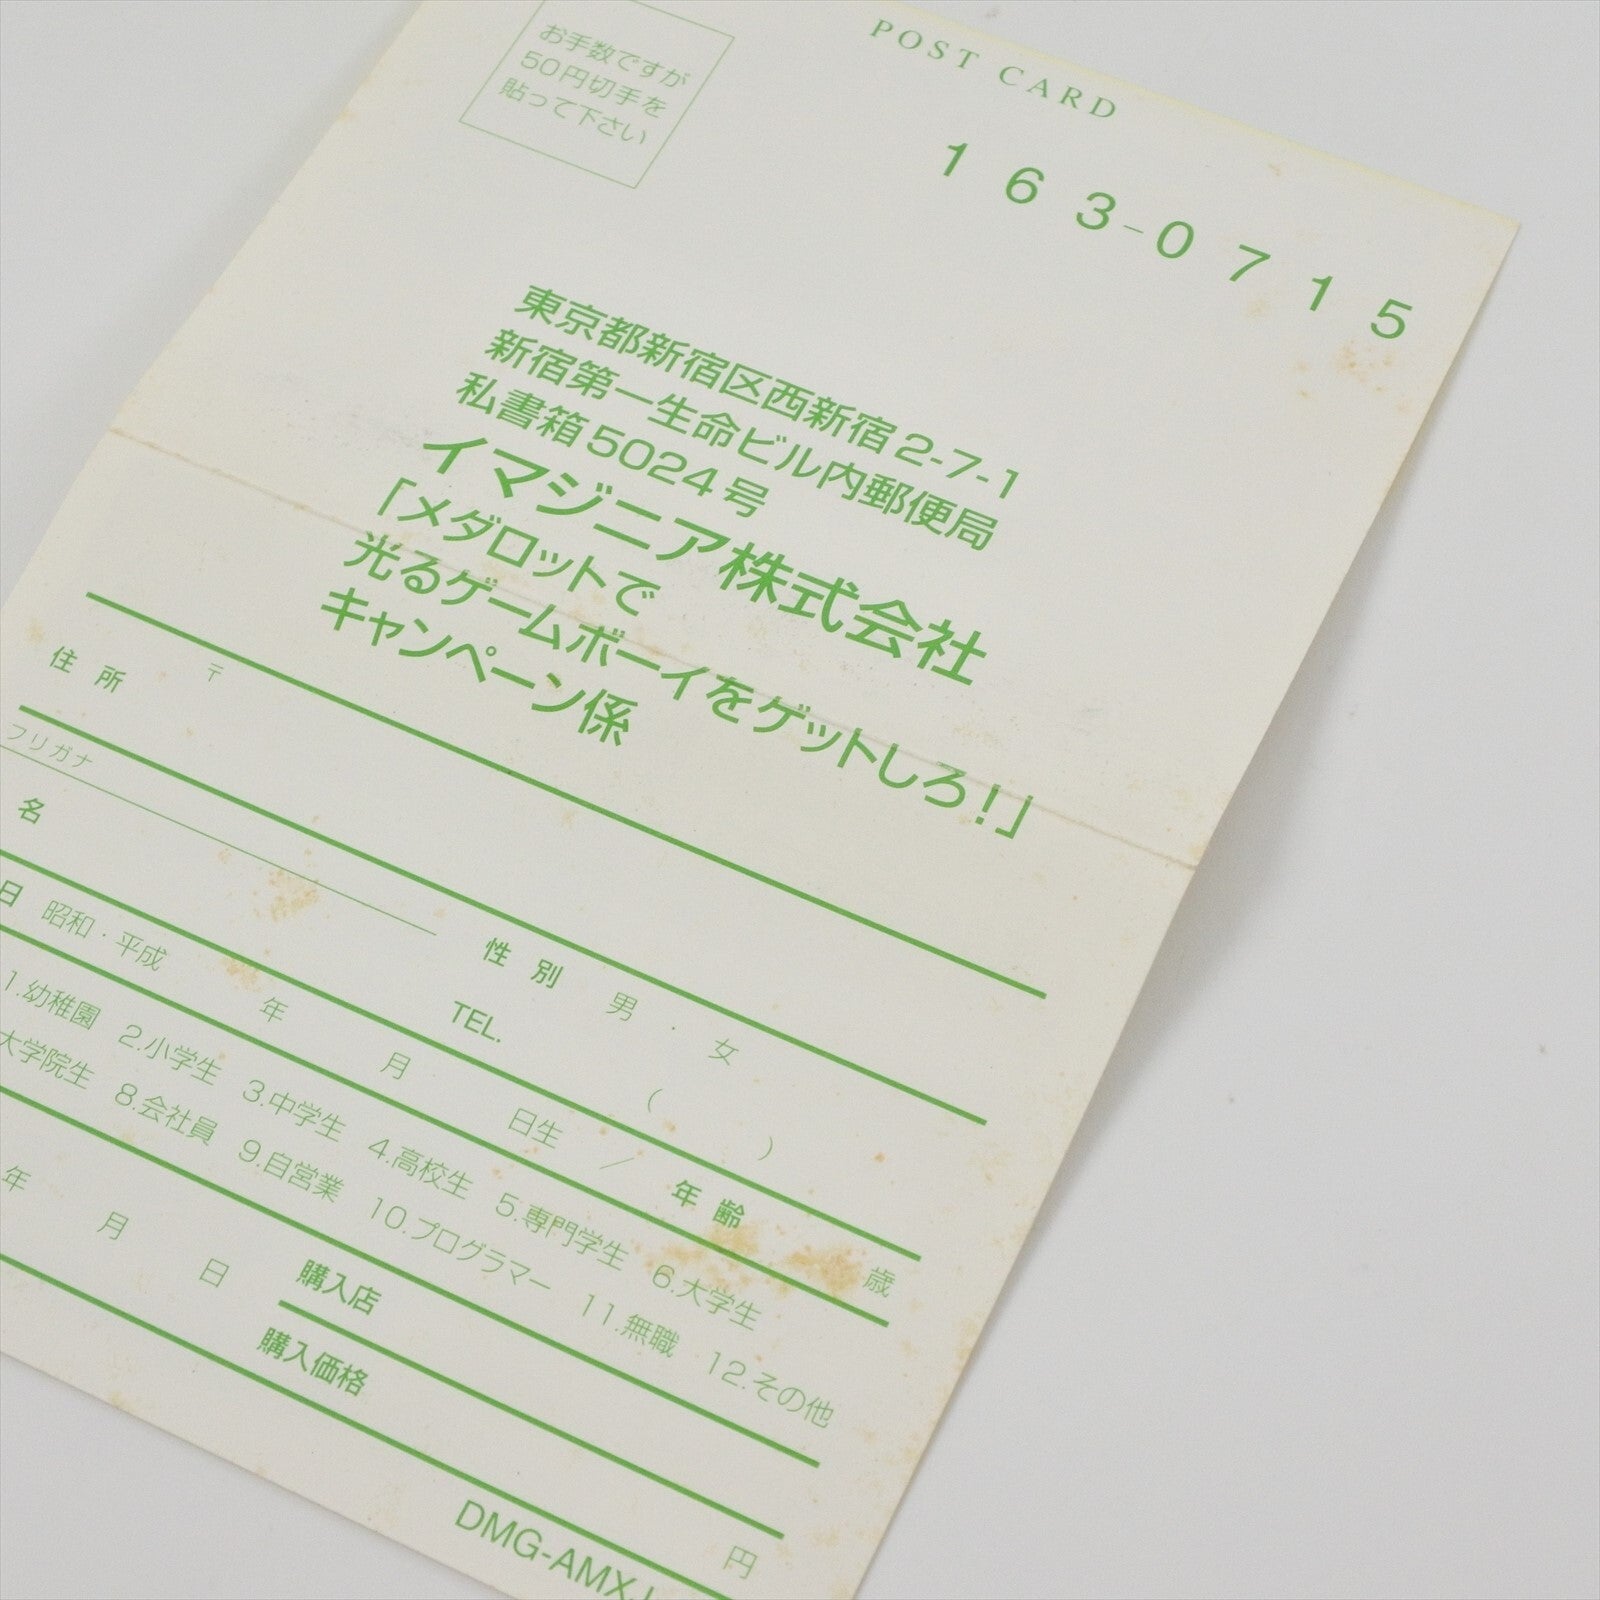 お手数ですが
50円切手を
貼って下さい
POST CARD
163-0715
東京都新宿区西新宿2-7-1
新宿第一生命ビル内郵便局
私書箱5024号
イマジニア株式会社
「メダロットで
光るゲームボーイをゲットしろ！」
キャンペーン係
住所 〒
フリガナ
名
性別 男・女
TEL. ( )
日 昭和・平成 年 月 日生 / 年齢 歳
1.幼稚園 2.小学生 3.中学生 4.高校生 5.専門学生 6.大学生
大学院生 8.会社員 9.自営業 10.プログラマー 11.無職 12.その他
年 月 日
購入店
購入価格 円
DMG-AMXJ